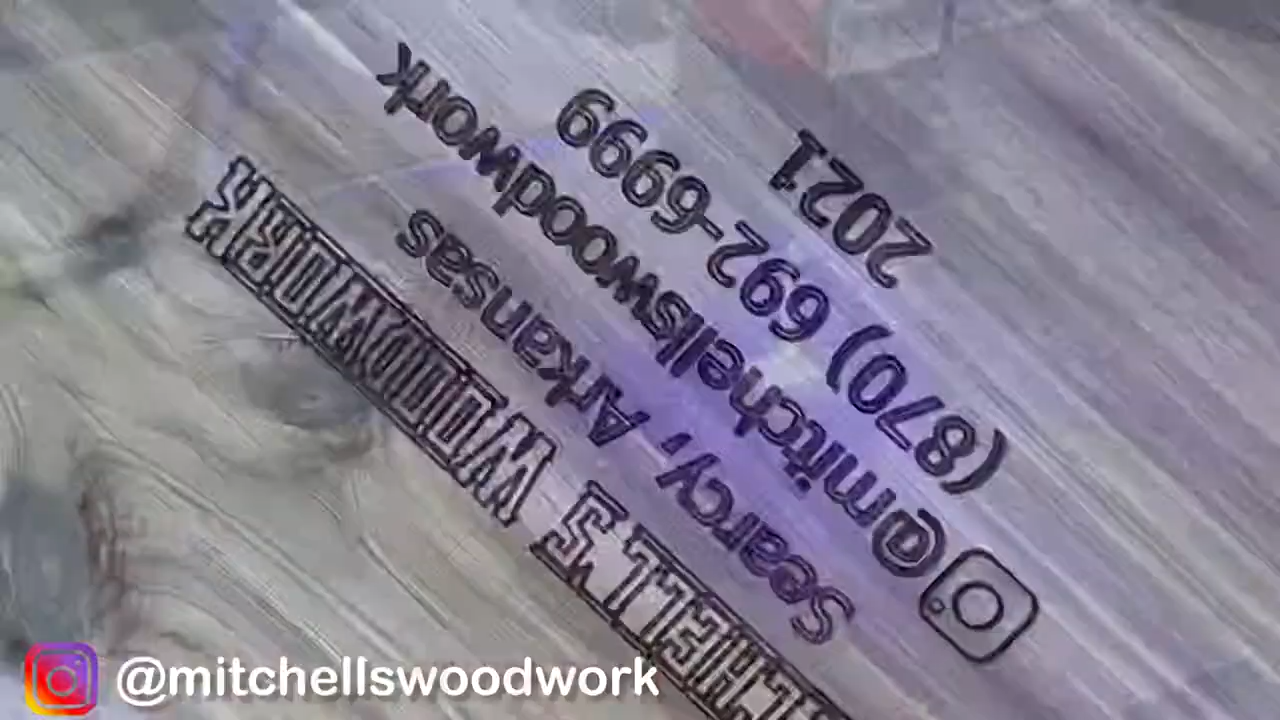 MITCHELL'S WOODWORK
Searcy, Arkansas
@mitchellswoodwork
(870) 692-6999
2021
@mitchellswoodwork